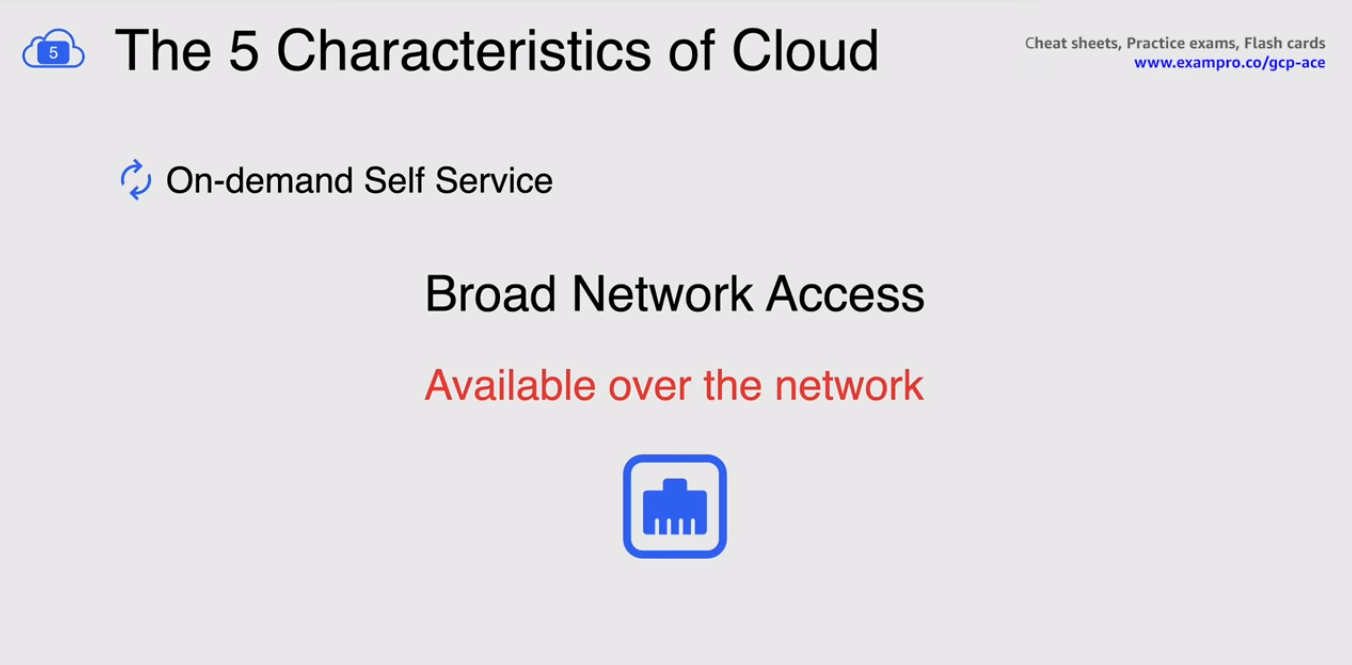 5
The 5 Characteristics of Cloud
Cheat sheets, Practice exams, Flash cards
www.exampro.co/gcp-ace
On-demand Self Service
Broad Network Access
Available over the network